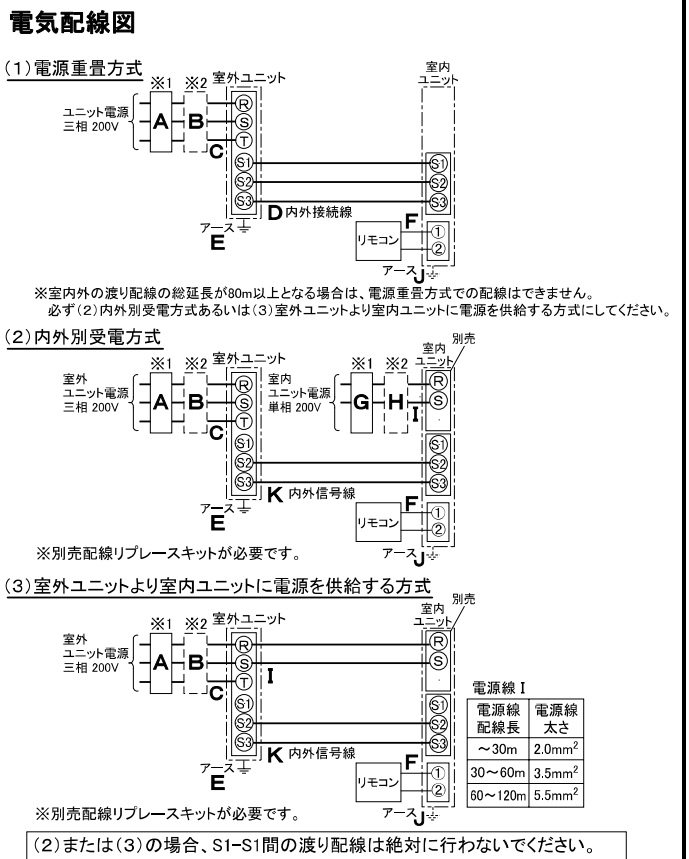 電気配線図
(1)電源重畳方式
※1 ※2 室外ユニット
室内
ユニット
ユニット電源
三相 200V
A B C
R
S
T
S1
S2
S3
S1
S2
S3
D 内外接続線
アース
E
リモコン
F
①
②
アース J
※室内外の渡り配線の総延長が80m以上となる場合は、電源重畳方式での配線はできません。
必ず(2)内外別受電方式あるいは(3)室外ユニットより室内ユニットに電源を供給する方式にしてください。
(2)内外別受電方式
※1 ※2 室外ユニット
※1 ※2
室内
ユニット
別売
室外
ユニット電源
三相 200V
A B C
R
S
T
S1
S2
S3
室内
ユニット電源
単相 200V
G H I
R
S
S1
S2
S3
K 内外信号線
アース
E
リモコン
F
①
②
アース J
※別売配線リプレースキットが必要です。
(3)室外ユニットより室内ユニットに電源を供給する方式
※1 ※2 室外ユニット
室内
ユニット
別売
室外
ユニット電源
三相 200V
A B C
R
S
T
S1
S2
S3
I
R
S
S1
S2
S3
K 内外信号線
アース
E
リモコン
F
①
②
アース J
電源線 I
電源線配線長 電源線太さ
~30m 2.0mm²
30~60m 3.5mm²
60~120m 5.5mm²
※別売配線リプレースキットが必要です。
(2)または(3)の場合、S1-S1間の渡り配線は絶対に行わないでください。